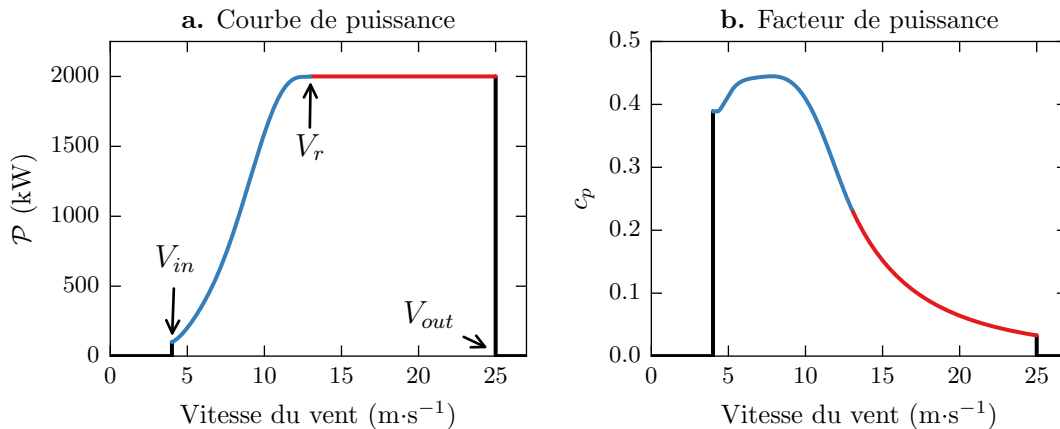 a. Courbe de puissance
2000
1500
1000
500
0
0
5
10
15
20
25
𝒫 (kW)
V_in
V_r
V_out
Vitesse du vent (m·s⁻¹)
b. Facteur de puissance
0.5
0.4
0.3
0.2
0.1
0.0
0
5
10
15
20
25
c_p
Vitesse du vent (m·s⁻¹)